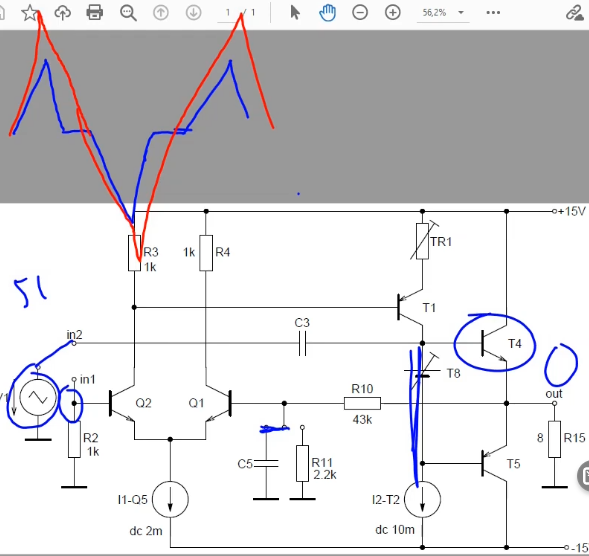 1 / 1
56,2%
+15V
R3
1k
1k
R4
TR1
T1
51
in2
C3
T4
T8
in1
Q2
Q1
R10
43k
out
R2
1k
C5
R11
2.2k
8
R15
T5
I1-Q5
dc 2m
I2-T2
dc 10m
-15